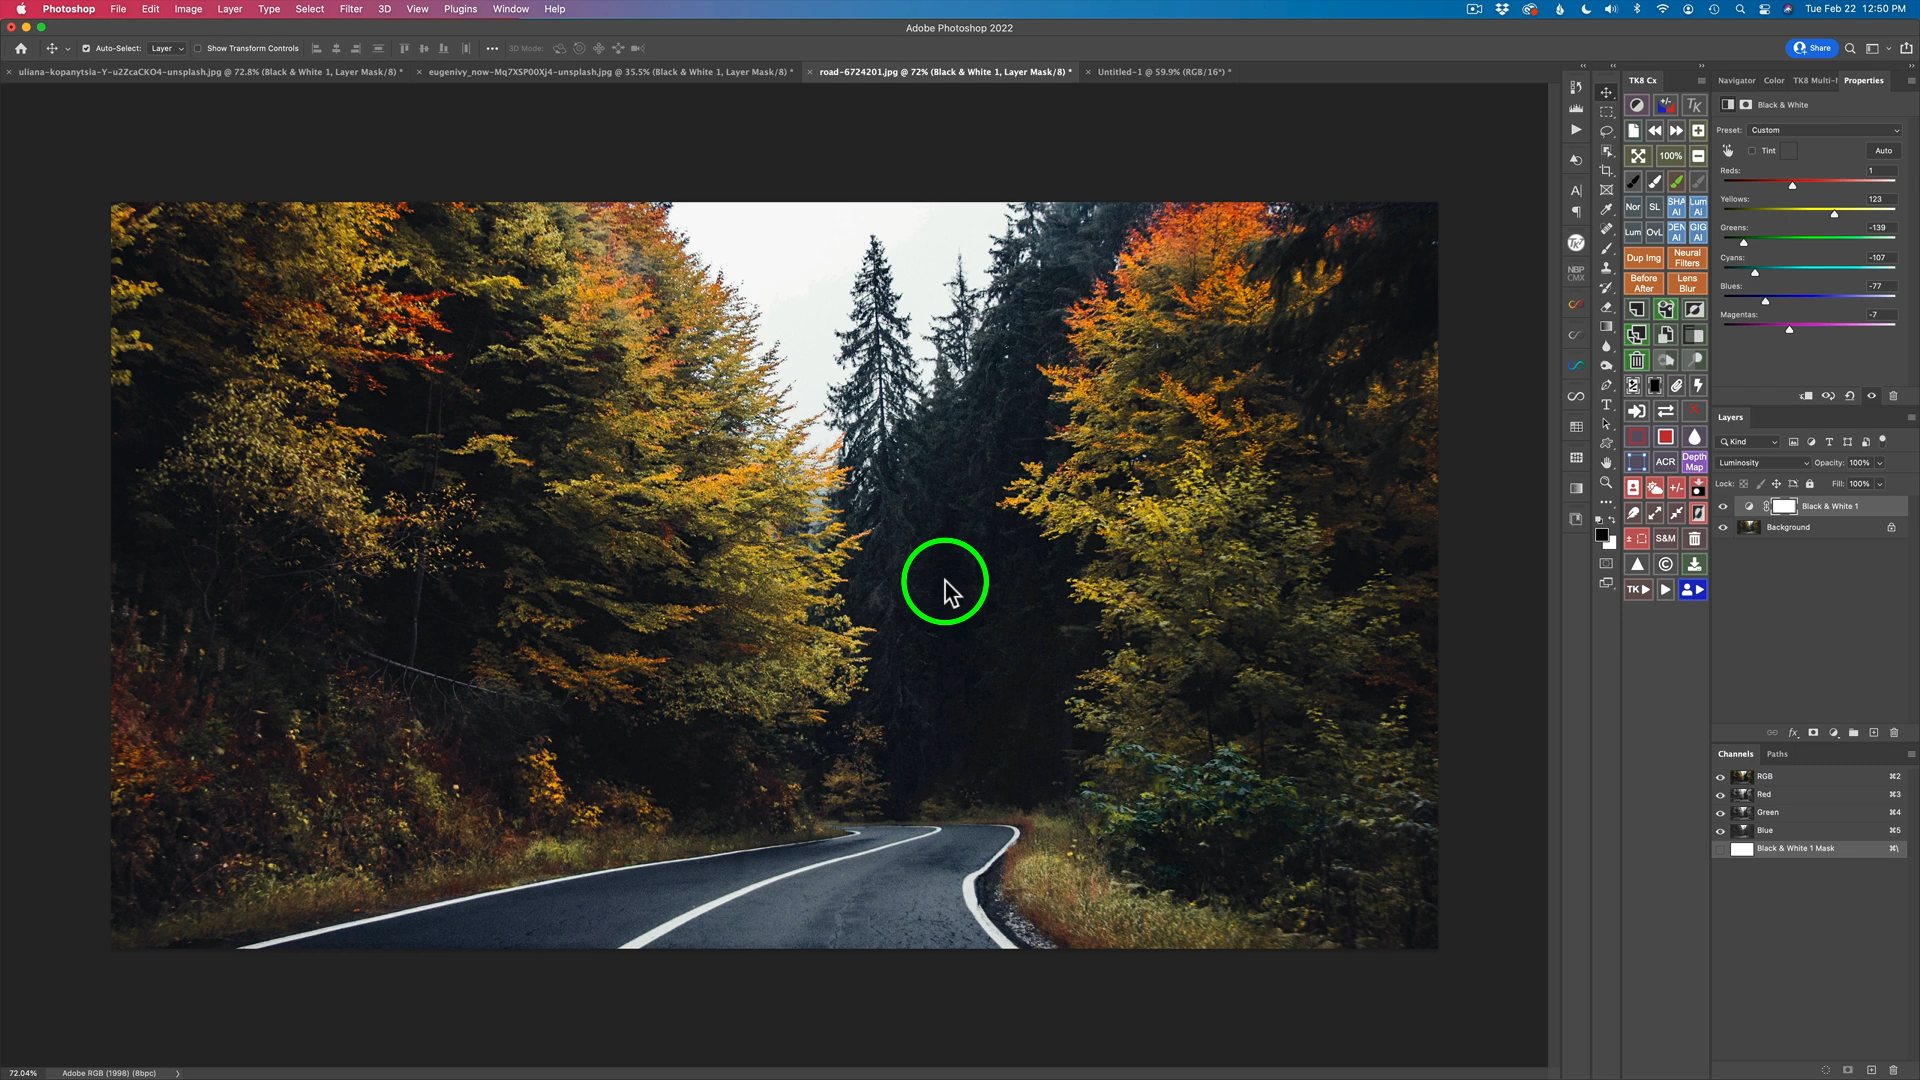 Photoshop File Edit Image Layer Type Select Filter 3D View Plugins Window Help Tue Feb 22 12:50 PM
Adobe Photoshop 2022
Auto-Select: Layer Show Transform Controls 3D Mode: Share
uliana-kopanytsia-Y-u2ZcaCKO4-unsplash.jpg @ 72.8% (Black & White 1, Layer Mask/8) * eugenivy_now-Mq7XSP00Xj4-unsplash.jpg @ 35.5% (Black & White 1, Layer Mask/8) * road-6724201.jpg @ 72% (Black & White 1, Layer Mask/8) * Untitled-1 @ 59.9% (RGB/16*) *
TK8 Cx
TK
100%
Nor SL SHA AI Lum Ai
Lum OvL DEN AI GIG AI
Dup Img Neural Filters
Before After Lens Blur
ACR Depth Map
+/-
± S&M
©
TK
NBP CMX
Navigator Color TK8 Multi- Properties
Black & White
Preset: Custom
Tint Auto
Reds: 1
Yellows: 123
Greens: -139
Cyans: -107
Blues: -77
Magentas: -7
Layers
Kind
Luminosity Opacity: 100%
Lock: Fill: 100%
Black & White 1
Background
fx
Channels Paths
RGB ⌘2
Red ⌘3
Green ⌘4
Blue ⌘5
Black & White 1 Mask ⌘\
72.04% Adobe RGB (1998) (8bpc)